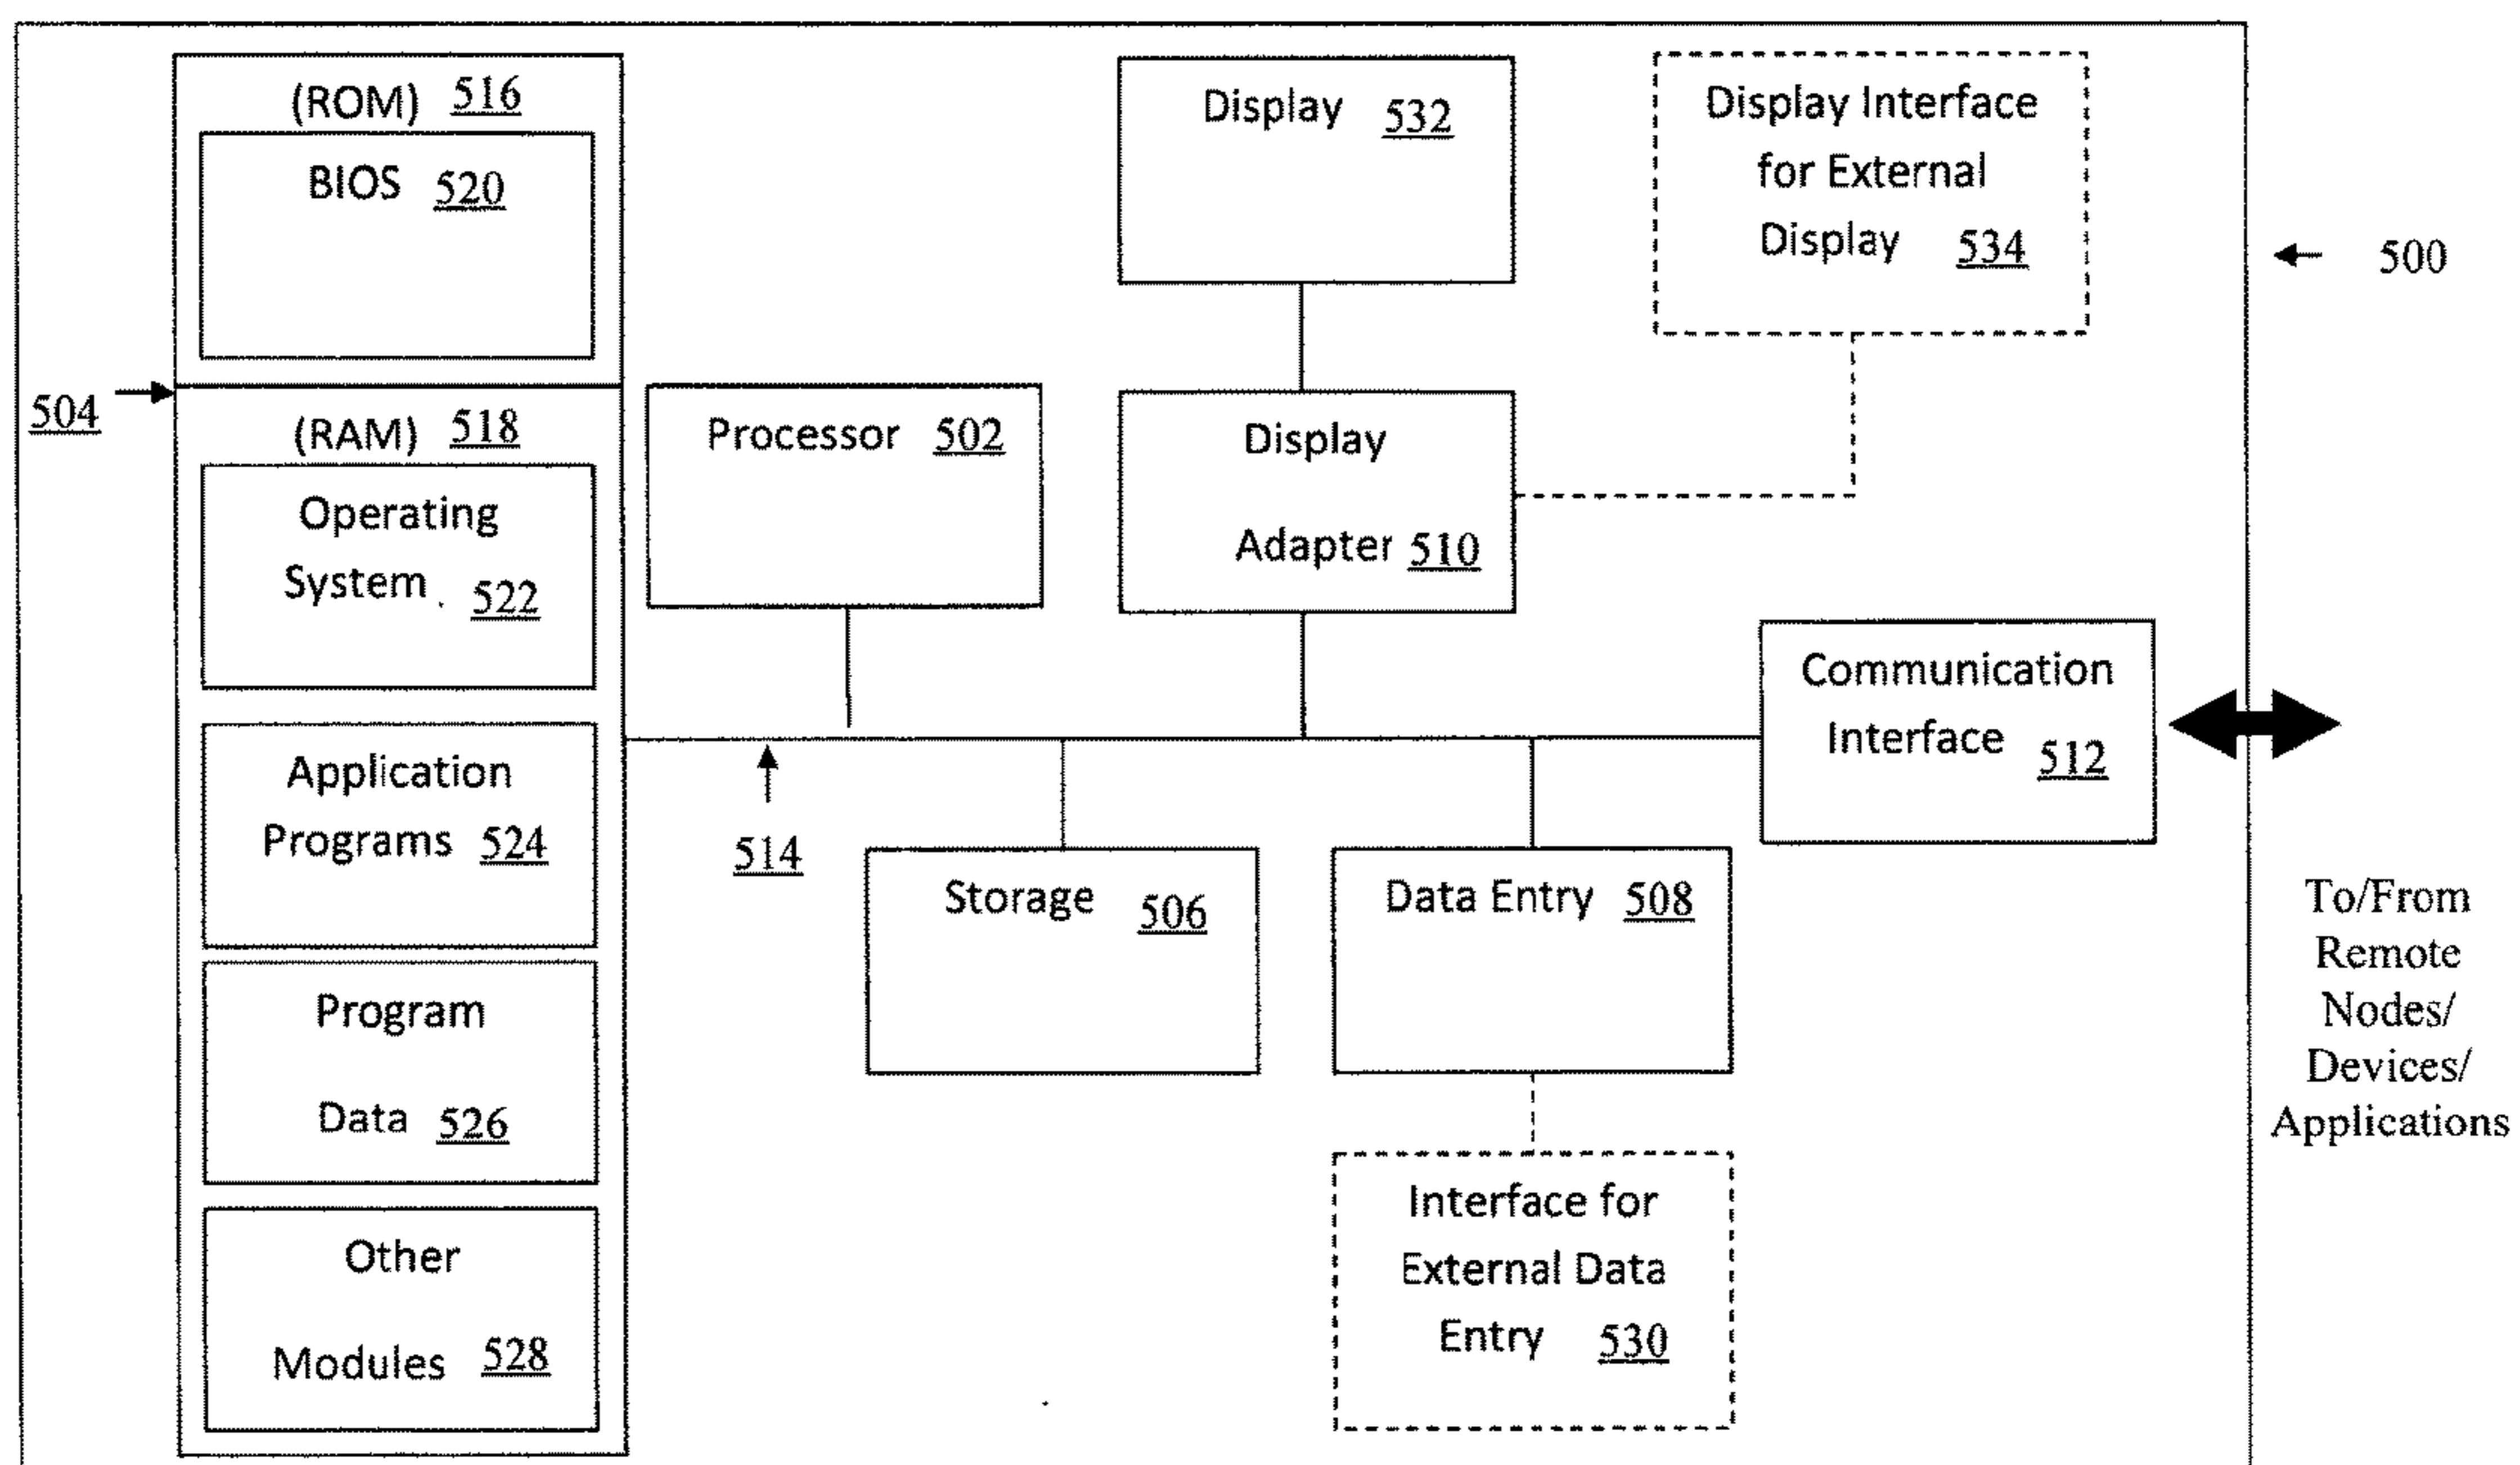 (ROM) 516
BIOS 520
504
(RAM) 518
Operating
System 522
Application
Programs 524
Program
Data 526
Other
Modules 528
Processor 502
Display 532
Display Interface
for External
Display 534
500
Display
Adapter 510
Communication
Interface 512
514
Storage 506
Data Entry 508
Interface for
External Data
Entry 530
To/From
Remote
Nodes/
Devices/
Applications